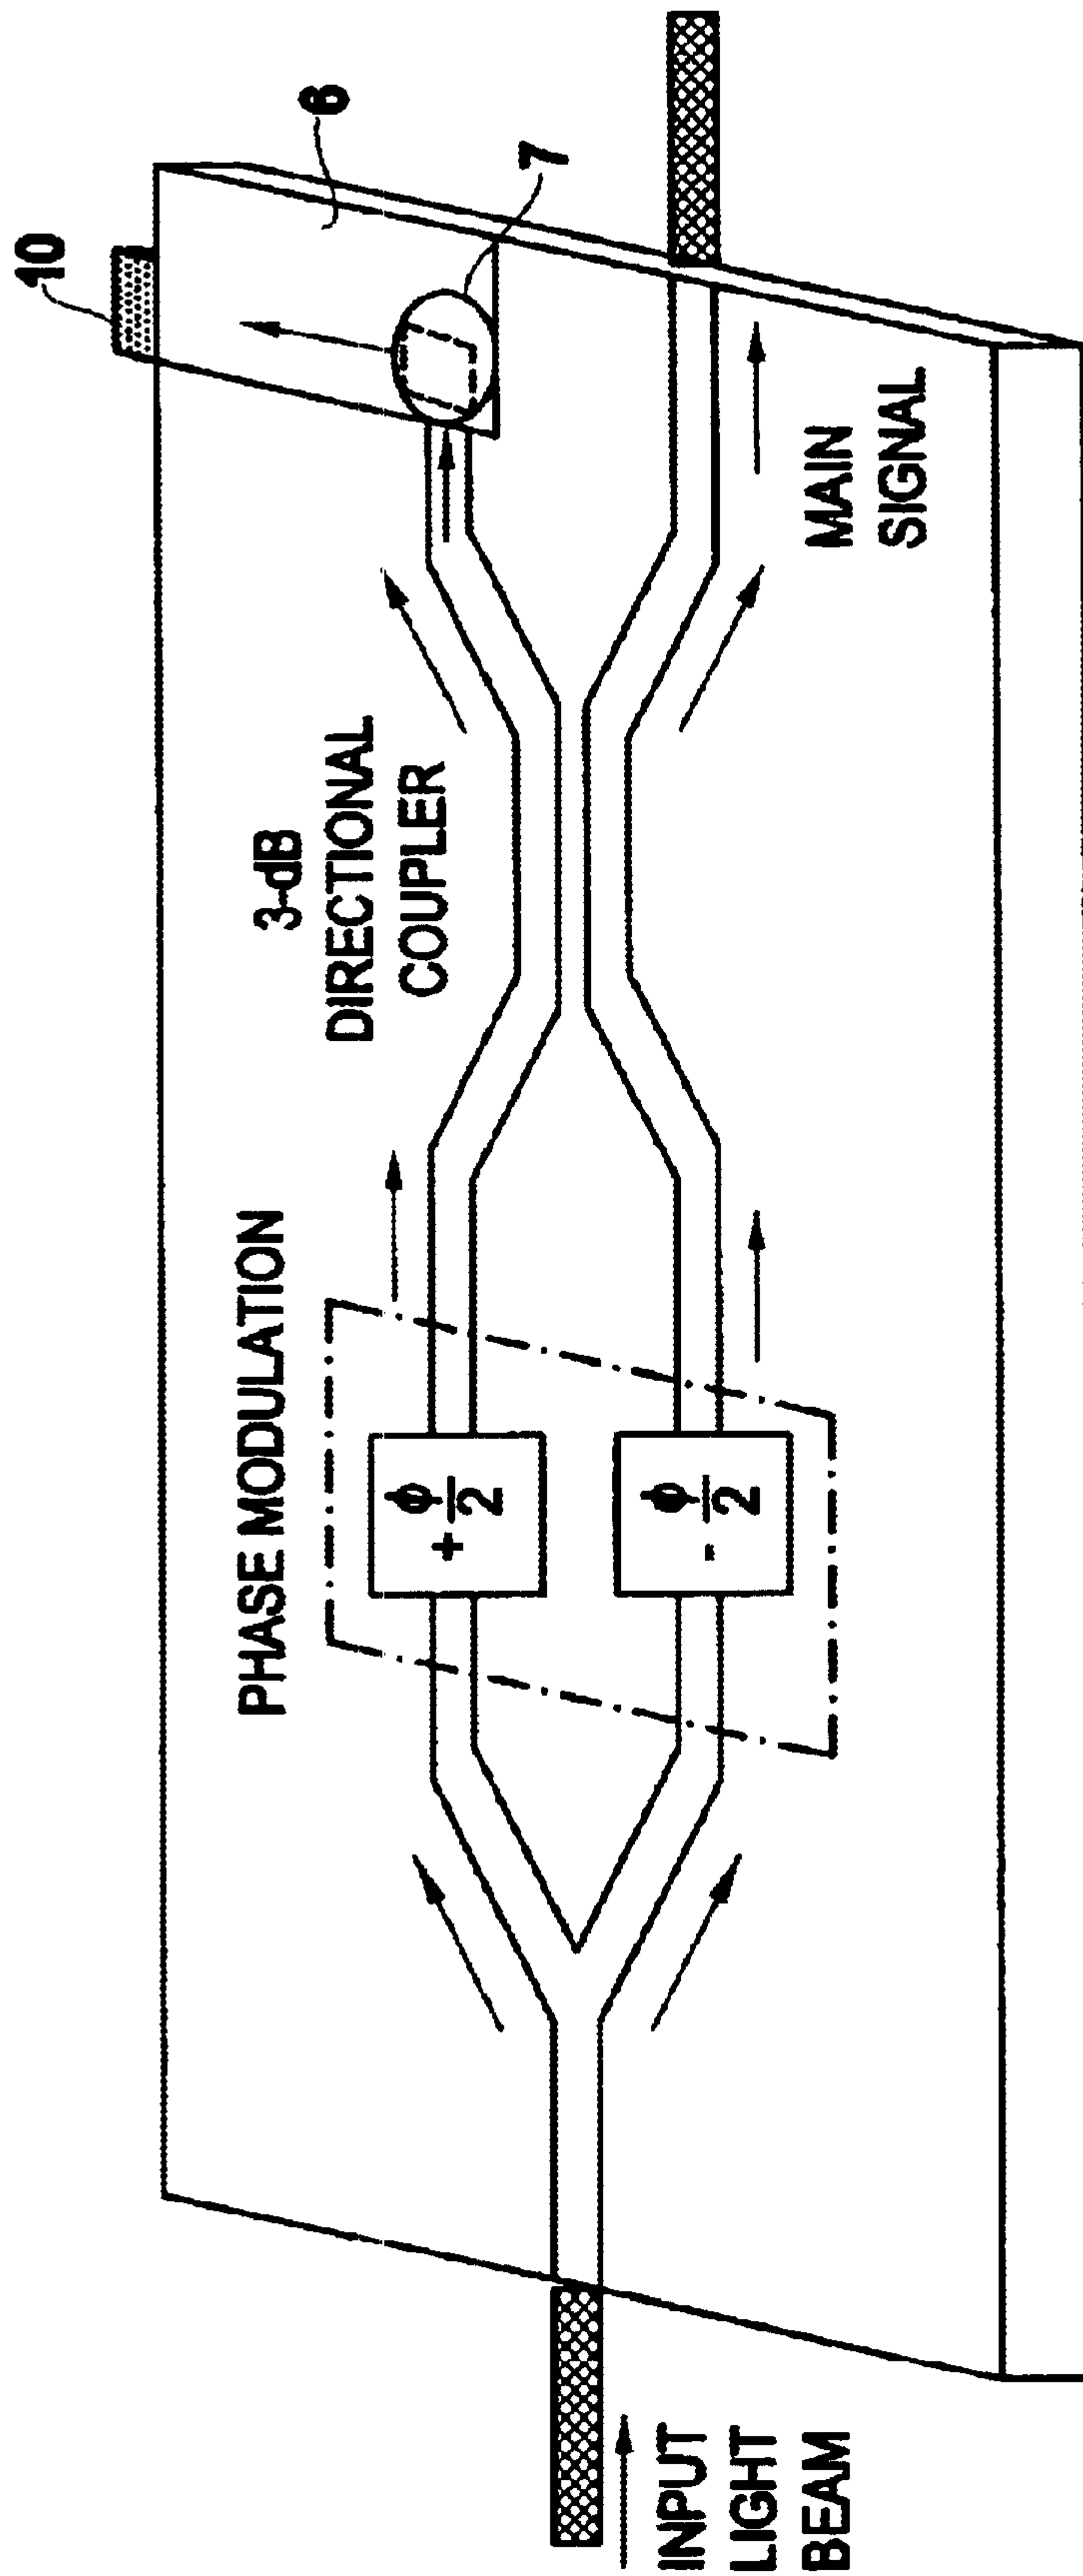 10
6
7
3-dB
DIRECTIONAL
COUPLER
PHASE MODULATION
+ ϕ/2
- ϕ/2
MAIN
SIGNAL
INPUT
LIGHT
BEAM